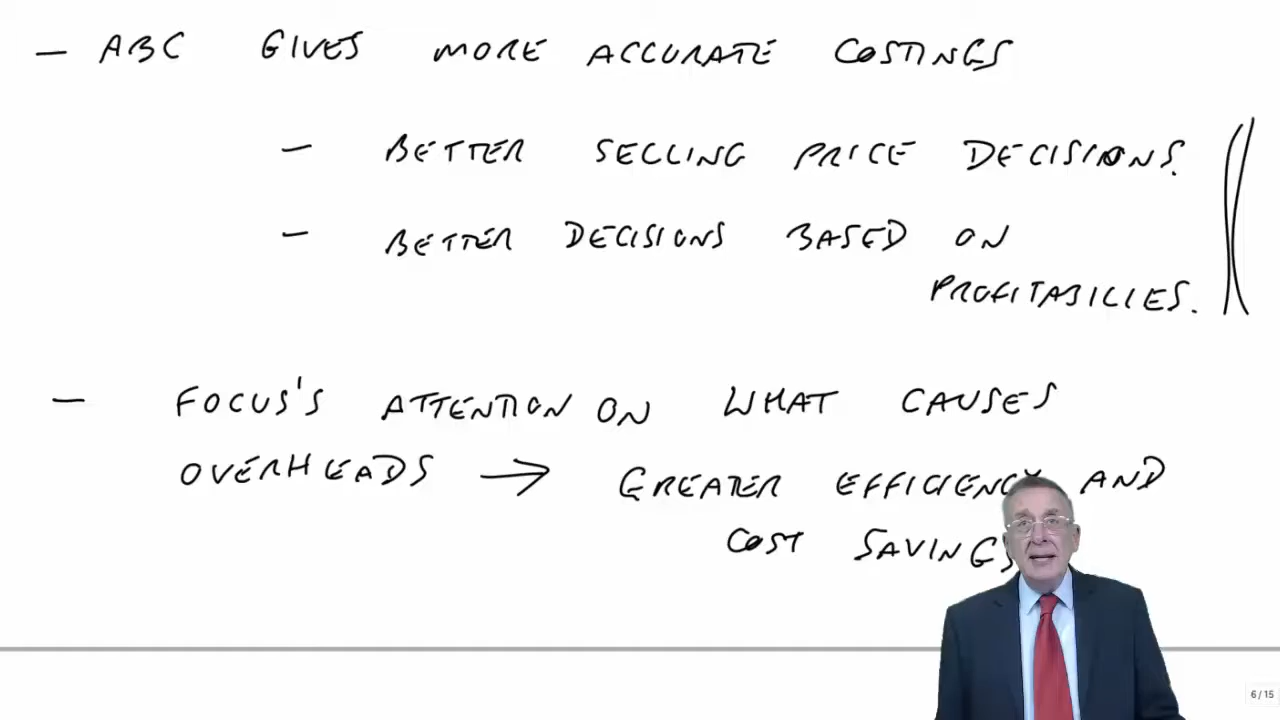 – ABC GIVES MORE ACCURATE COSTINGS
– BETTER SELLING PRICE DECISIONS.
– BETTER DECISIONS BASED ON
PROFITABILIIES.
– FOCUS'S ATTENTION ON WHAT CAUSES
OVERHEADS → GREATER EFFICIENCY AND
COST SAVINGS
6 / 15